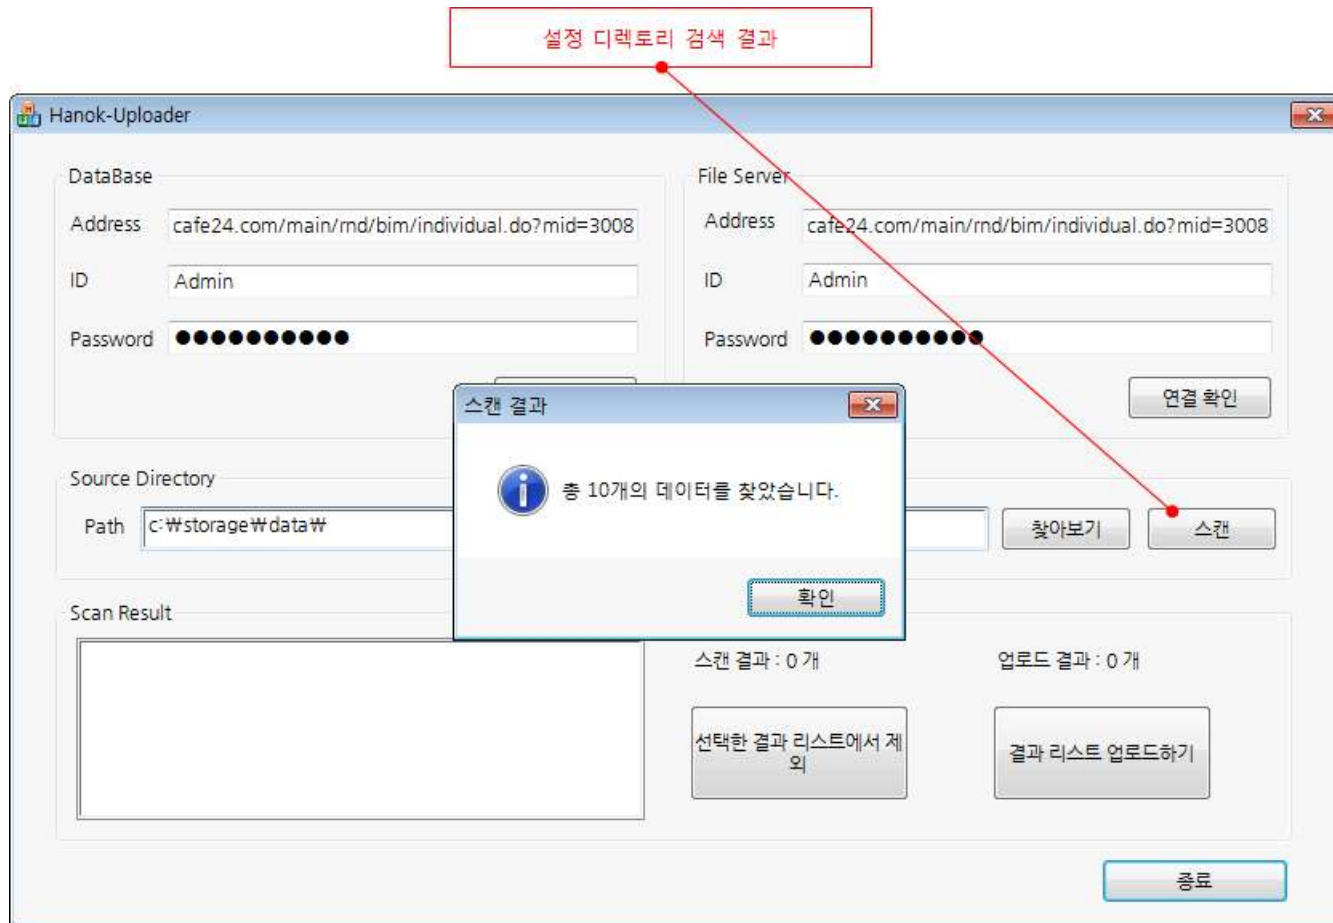 설정 디렉토리 검색 결과
Hanok-Uploader
DataBase
Address cafe24.com/main/rnd/bim/individual.do?mid=3008
ID Admin
Password ●●●●●●●●●●
File Server
Address cafe24.com/main/rnd/bim/individual.do?mid=3008
ID Admin
Password ●●●●●●●●●●
연결 확인
스캔 결과
총 10개의 데이터를 찾았습니다.
확인
Source Directory
Path c:₩storage₩data₩
찾아보기
스캔
Scan Result
스캔 결과 : 0 개
업로드 결과 : 0 개
선택한 결과 리스트에서 제
외
결과 리스트 업로드하기
종료